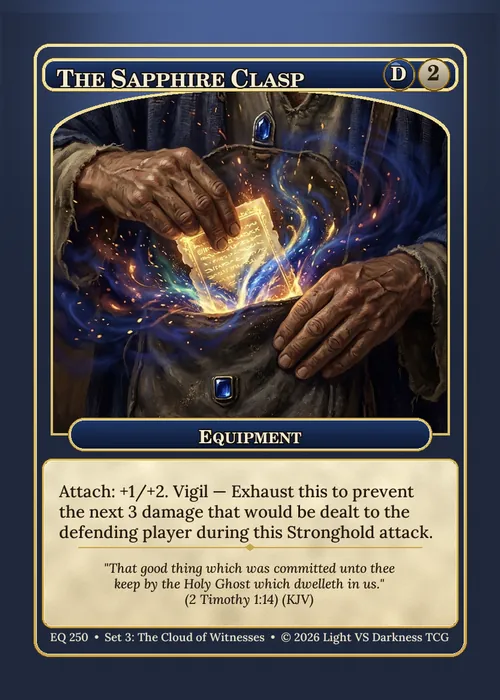 The Sapphire Clasp D 2
Equipment
Attach: +1/+2. Vigil — Exhaust this to prevent
the next 3 damage that would be dealt to the
defending player during this Stronghold attack.
"That good thing which was committed unto thee
keep by the Holy Ghost which dwelleth in us."
(2 Timothy 1:14) (KJV)
EQ 250 • Set 3: The Cloud of Witnesses • © 2026 Light VS Darkness TCG